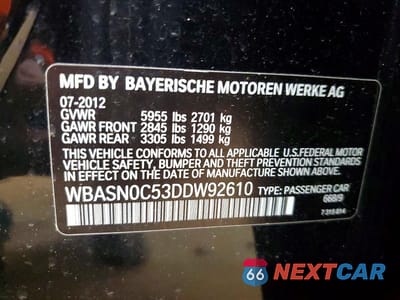 MFD BY BAYERISCHE MOTOREN WERKE AG
07-2012
GVWR 5955 lbs 2701 kg
GAWR FRONT 2845 lbs 1290 kg
GAWR REAR 3305 lbs 1499 kg
THIS VEHICLE CONFORMS TO ALL APPLICABLE U.S. FEDERAL MOTOR
VEHICLE SAFETY, BUMPER AND THEFT PREVENTION STANDARDS
IN EFFECT ON THE DATE OF MANUFACTURE SHOWN ABOVE.
WBASN0C53DDW92610 TYPE: PASSENGER CAR
668/9
66 NEXTCAR